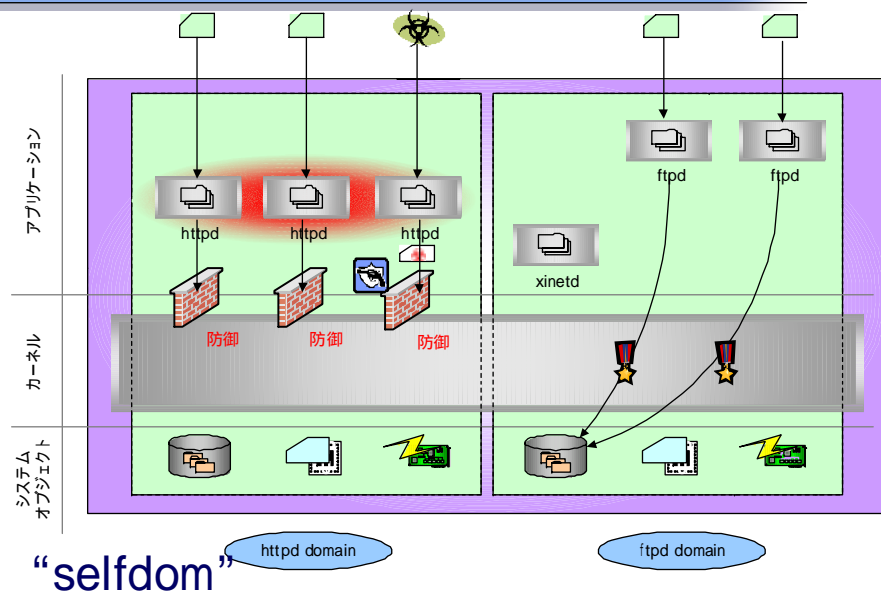 アプリケーション
httpd
httpd
httpd
ftpd
ftpd
xinetd
カーネル
防御
防御
防御
システム
オブジェクト
httpd domain
ftpd domain
“selfdom”